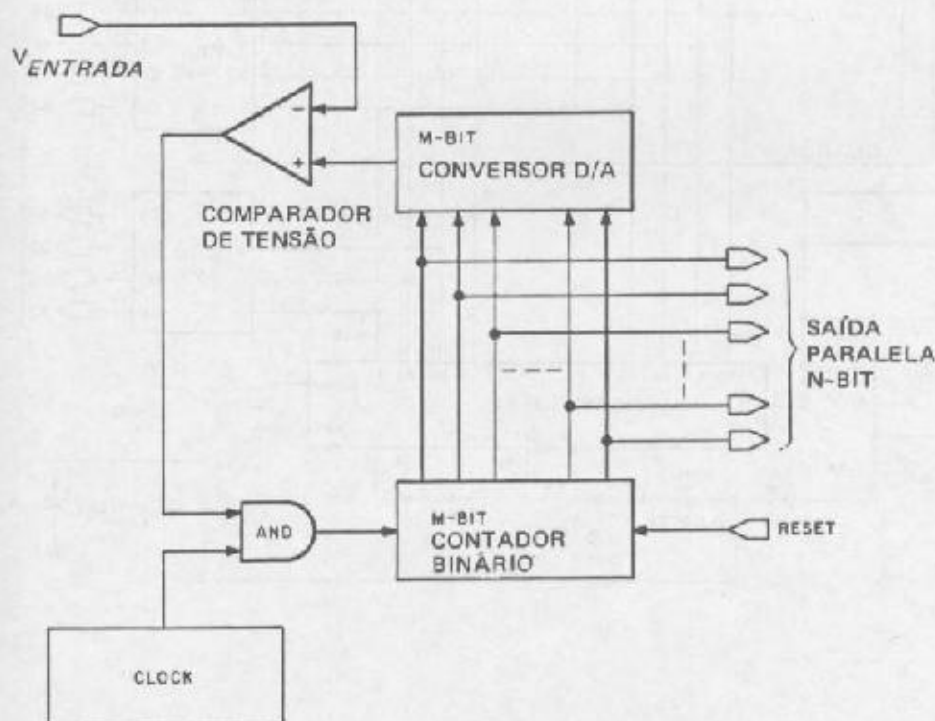 VENTRADA
M-BIT
CONVERSOR D/A
COMPARADOR
DE TENSÃO
SAÍDA
PARALELA
N-BIT
AND
M-BIT
CONTADOR
BINÁRIO
RESET
CLOCK